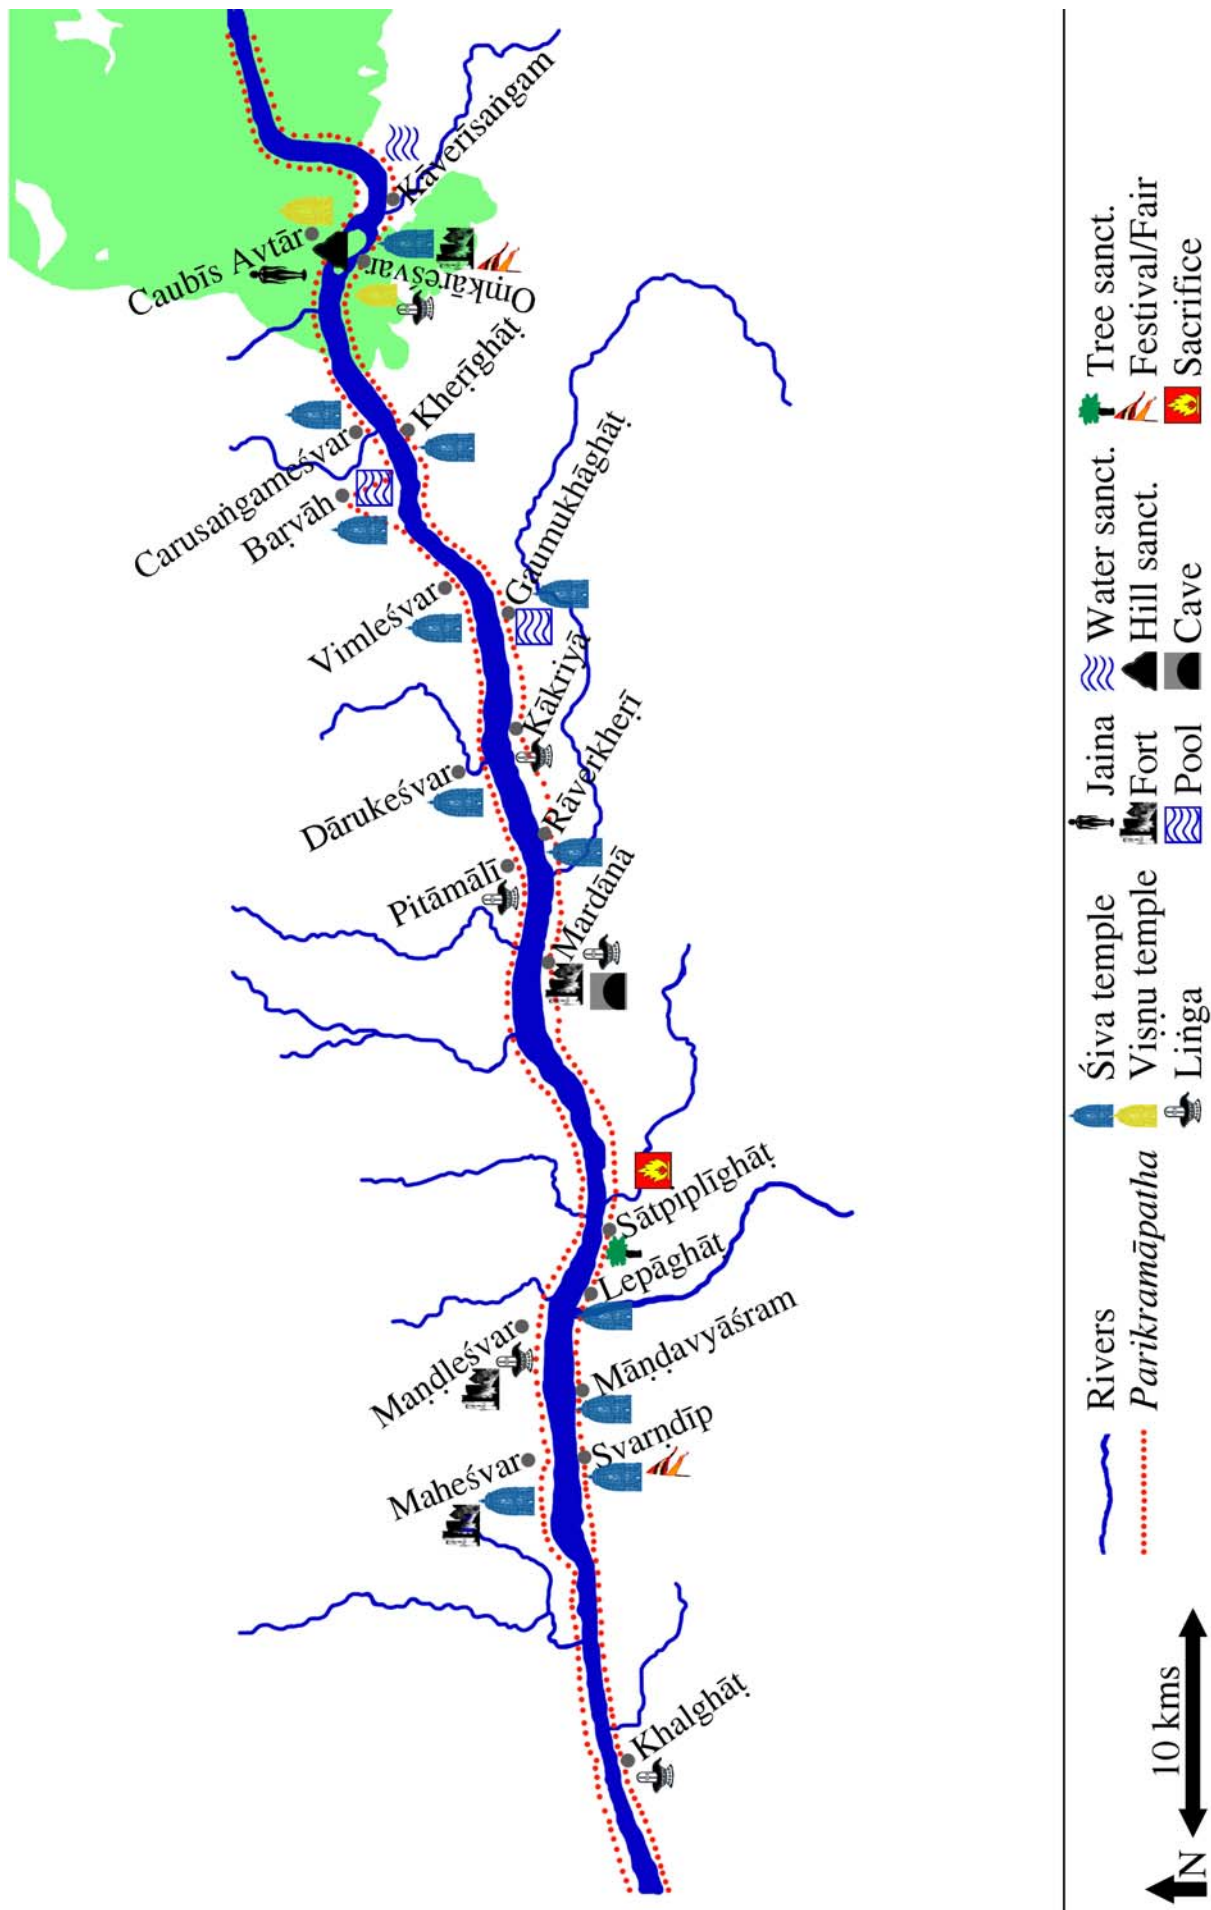 Caubīs Avtār
Kāverīsaṅgam
Oṃkāreśvar
Kheṛīghāṭ
Carusaṅgameśvar
Baṛvāh
Gaumukhāghāṭ
Vimleśvar
Kākriyā
Rāverkheṛī
Dārukeśvar
Pitāmālī
Mardānā
Sātpiplīghāṭ
Lepāghāṭ
Maṇḍleśvar
Māṇḍavyāśram
Svarṇdīp
Maheśvar
Khalghāṭ
N
10 kms
Rivers
Parikramāpatha
Śiva temple
Viṣṇu temple
Liṅga
Jaina
Fort
Pool
Water sanct.
Hill sanct.
Cave
Tree sanct.
Festival/Fair
Sacrifice